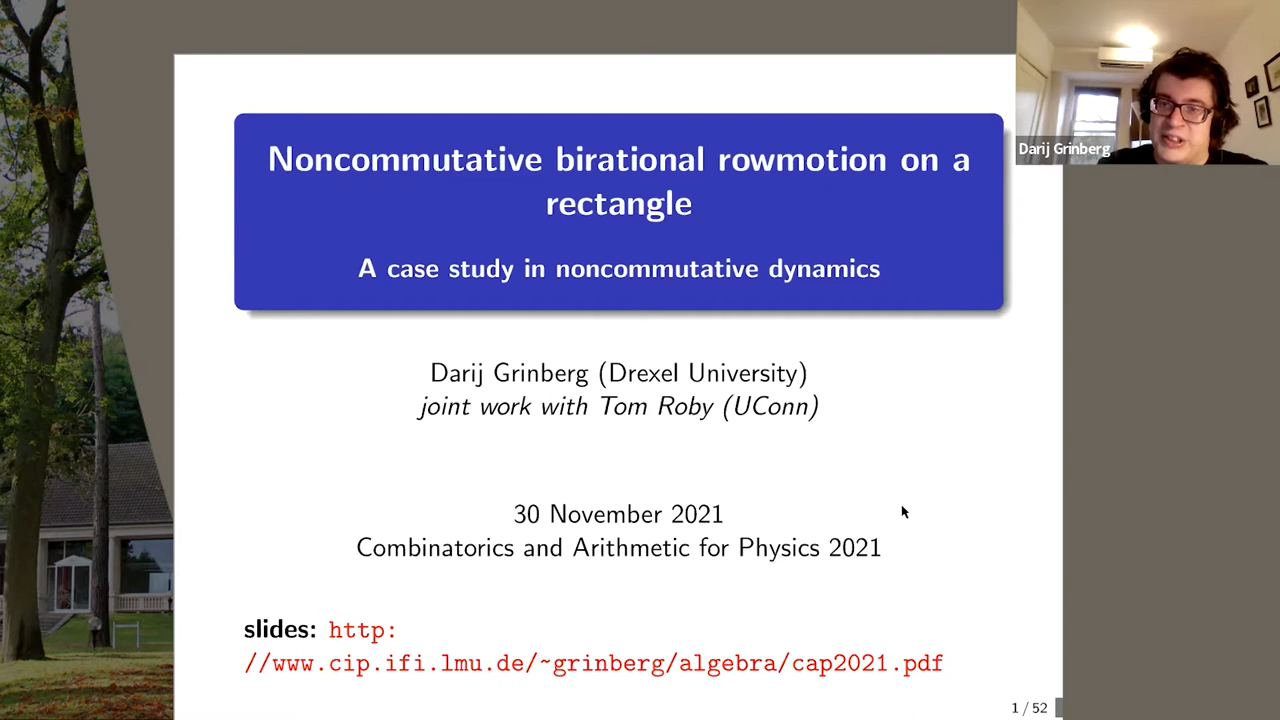 Noncommutative birational rowmotion on a
rectangle
A case study in noncommutative dynamics
Darij Grinberg
Darij Grinberg (Drexel University)
joint work with Tom Roby (UConn)
30 November 2021
Combinatorics and Arithmetic for Physics 2021
slides: http:
//www.cip.ifi.lmu.de/~grinberg/algebra/cap2021.pdf
1 / 52